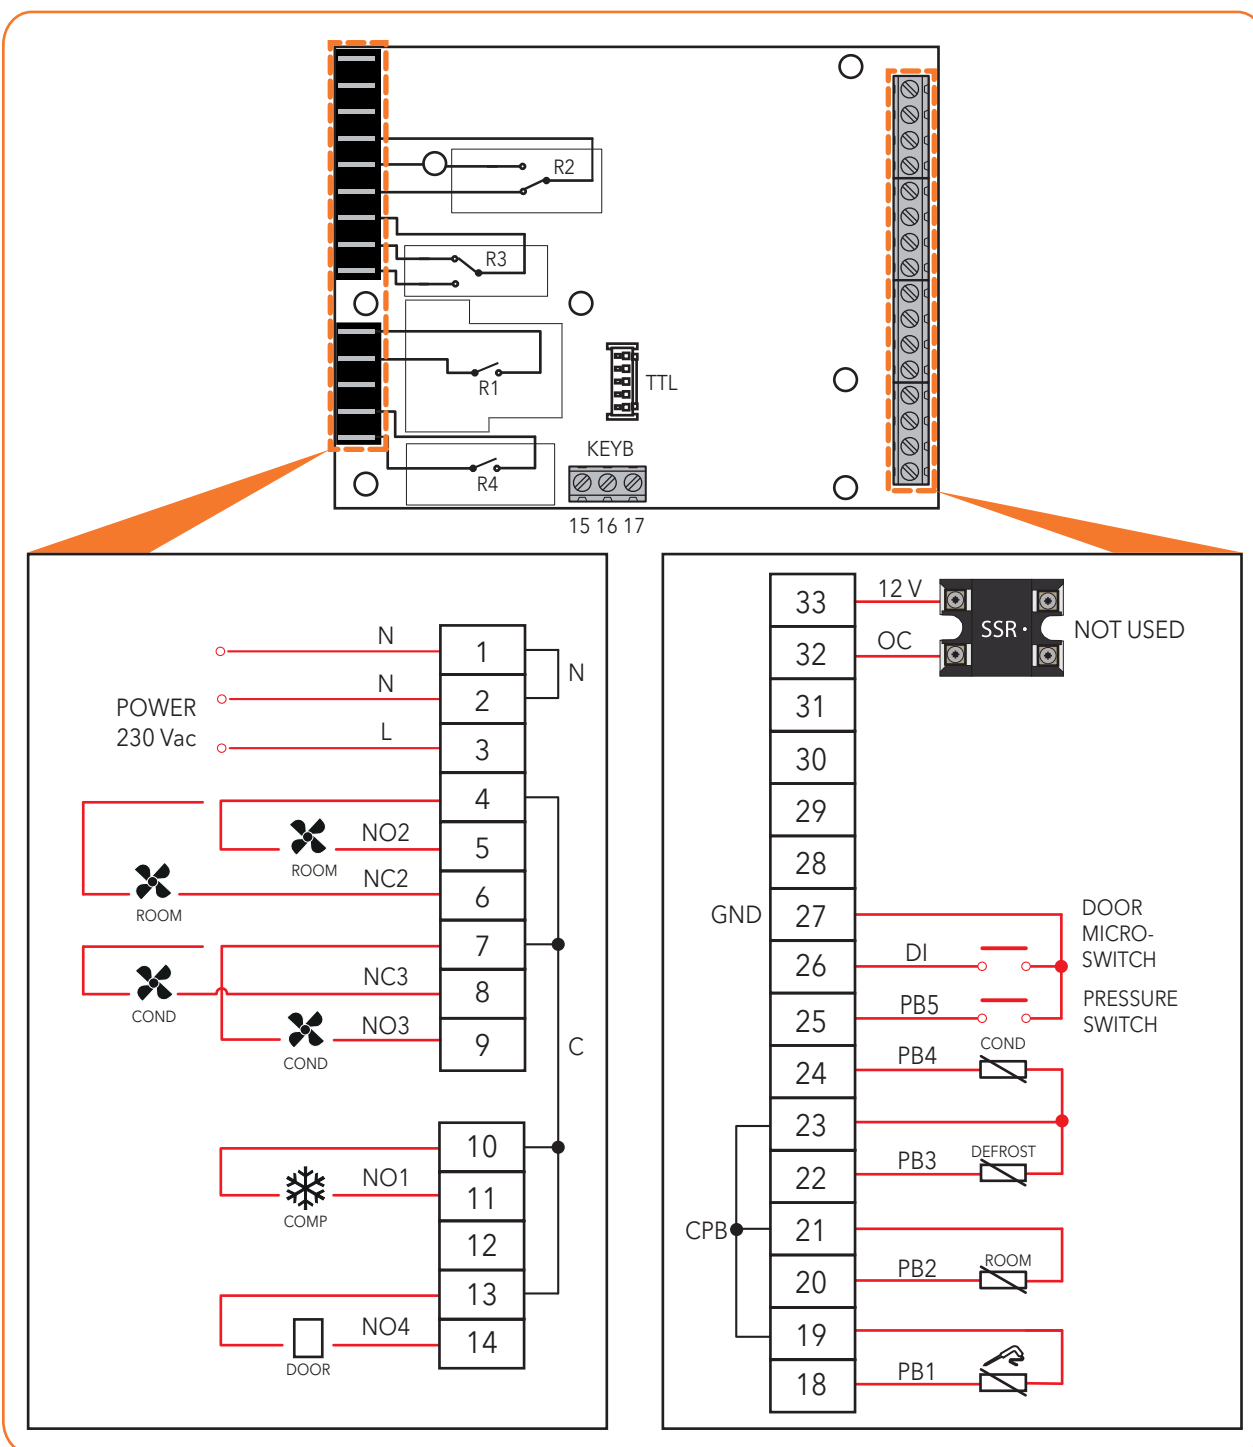 R2
R3
R1
TTL
KEYB
R4
15 16 17
N
1
N
N
2
POWER
230 Vac
L
3
4
NO2
5
ROOM
NC2
6
ROOM
7
NC3
8
COND
NO3
9
COND
C
10
NO1
11
COMP
12
13
NO4
14
DOOR
33
12 V
SSR
NOT USED
32
OC
31
30
29
28
GND
27
DOOR
MICRO-
SWITCH
26
DI
25
PB5
PRESSURE
SWITCH
COND
24
PB4
23
DEFROST
22
PB3
CPB
21
ROOM
20
PB2
19
18
PB1